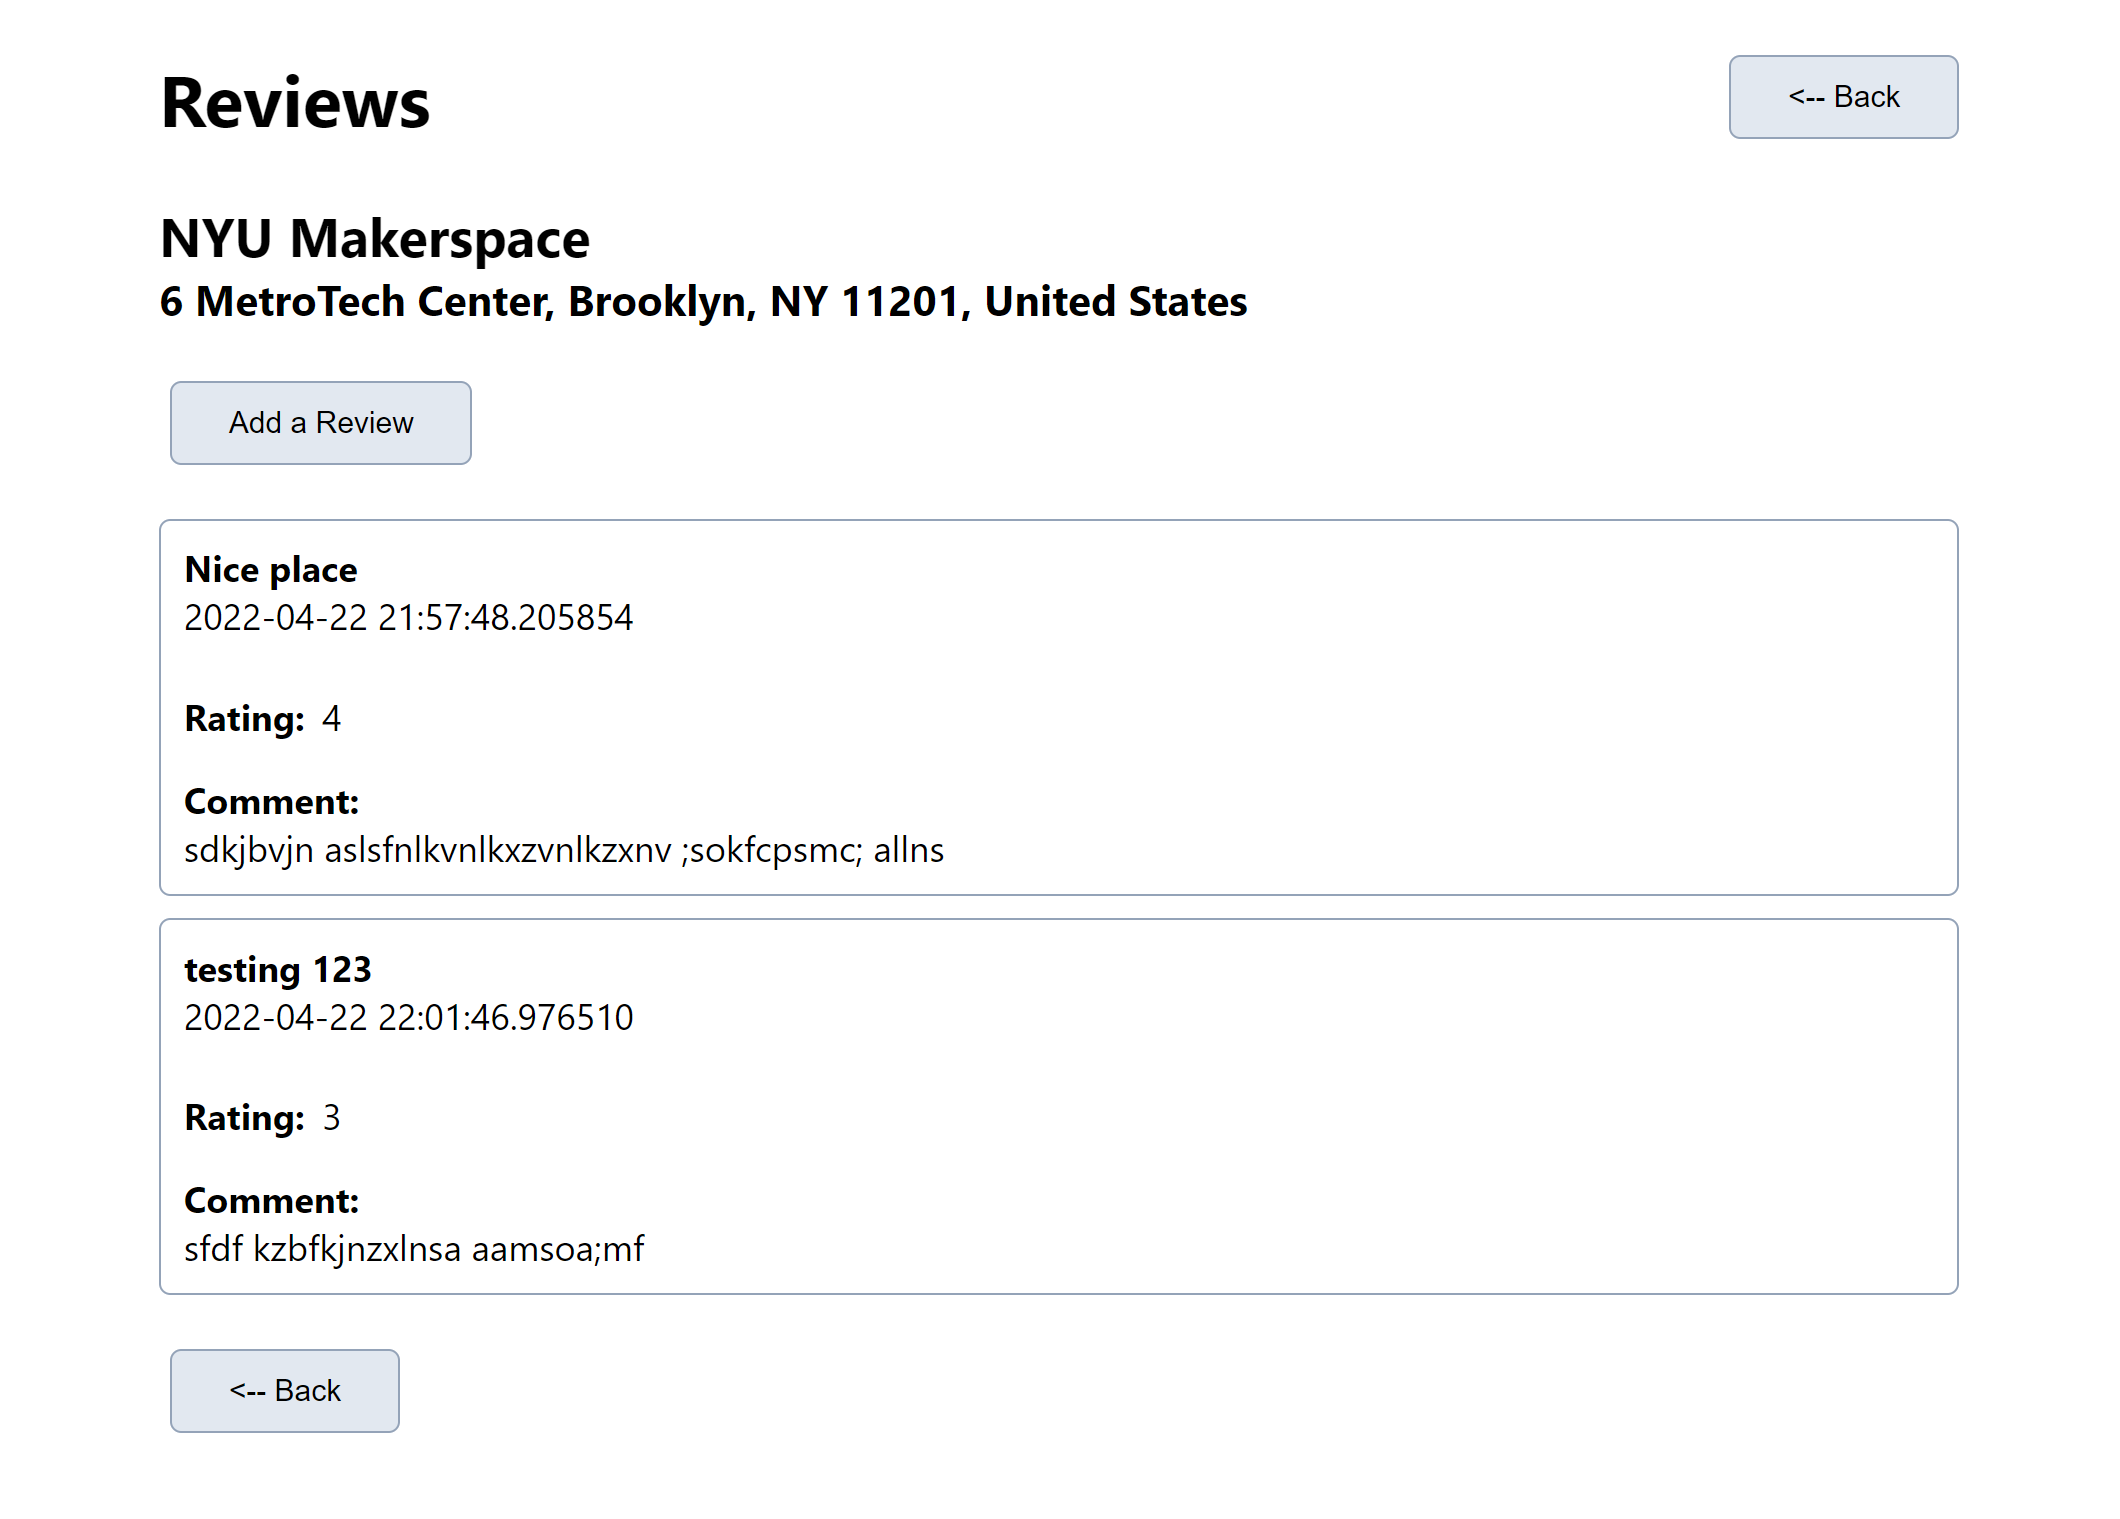 Reviews
<-- Back
NYU Makerspace
6 MetroTech Center, Brooklyn, NY 11201, United States
Add a Review
Nice place
2022-04-22 21:57:48.205854
Rating: 4
Comment:
sdkjbvjn aslsfnlkvnlkxzvnlkzxnv ;sokfcpsmc; allns
testing 123
2022-04-22 22:01:46.976510
Rating: 3
Comment:
sfdf kzbfkjnzxlnsa aamsoa;mf
<-- Back